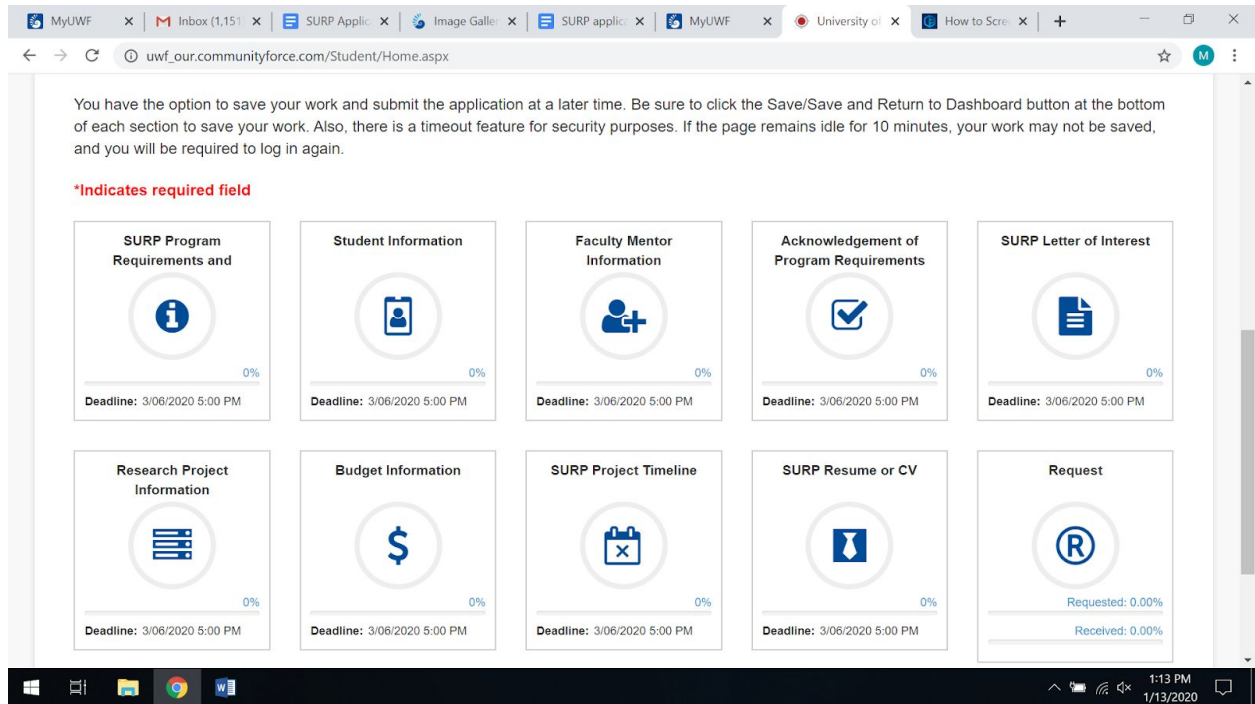 MyUWF
Inbox (1,151
SURP Applic
Image Galler
SURP applic
MyUWF
University of
How to Scre
uwf_our.communityforce.com/Student/Home.aspx
M
You have the option to save your work and submit the application at a later time. Be sure to click the Save/Save and Return to Dashboard button at the bottom
of each section to save your work. Also, there is a timeout feature for security purposes. If the page remains idle for 10 minutes, your work may not be saved,
and you will be required to log in again.
*Indicates required field
SURP Program
Requirements and
0%
Deadline: 3/06/2020 5:00 PM
Student Information
0%
Deadline: 3/06/2020 5:00 PM
Faculty Mentor
Information
0%
Deadline: 3/06/2020 5:00 PM
Acknowledgement of
Program Requirements
0%
Deadline: 3/06/2020 5:00 PM
SURP Letter of Interest
0%
Deadline: 3/06/2020 5:00 PM
Research Project
Information
0%
Deadline: 3/06/2020 5:00 PM
Budget Information
$
0%
Deadline: 3/06/2020 5:00 PM
SURP Project Timeline
0%
Deadline: 3/06/2020 5:00 PM
SURP Resume or CV
0%
Deadline: 3/06/2020 5:00 PM
Request
®
Requested: 0.00%
Received: 0.00%
1:13 PM
1/13/2020